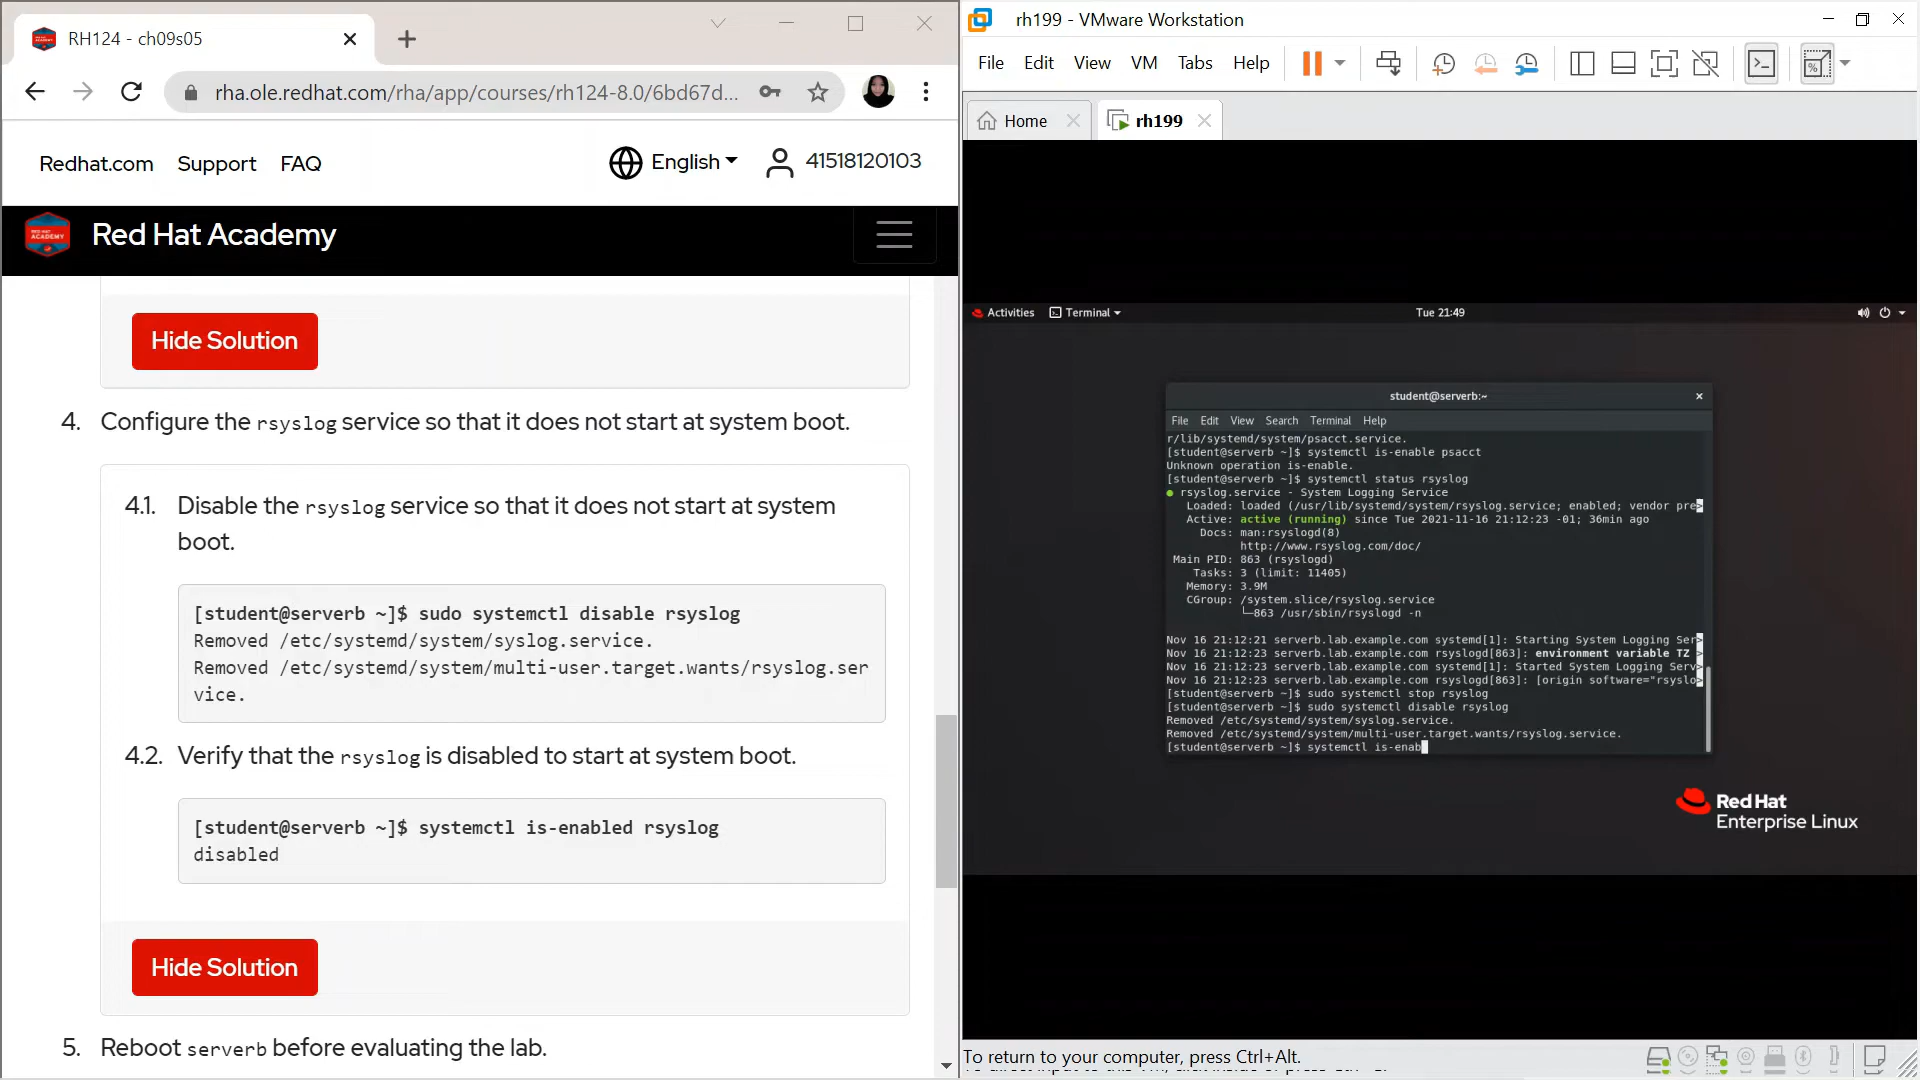 RH124 - ch09s05
rha.ole.redhat.com/rha/app/courses/rh124-8.0/6bd67d...
Redhat.com Support FAQ English 41518120103
RED HAT ACADEMY Red Hat Academy
Hide Solution
4. Configure the rsyslog service so that it does not start at system boot.
4.1. Disable the rsyslog service so that it does not start at system
boot.
[student@serverb ~]$ sudo systemctl disable rsyslog
Removed /etc/systemd/system/syslog.service.
Removed /etc/systemd/system/multi-user.target.wants/rsyslog.ser
vice.
4.2. Verify that the rsyslog is disabled to start at system boot.
[student@serverb ~]$ systemctl is-enabled rsyslog
disabled
Hide Solution
5. Reboot serverb before evaluating the lab.
rh199 - VMware Workstation
File Edit View VM Tabs Help
Home rh199
Activities Terminal Tue 21:49
student@serverb:~
File Edit View Search Terminal Help
r/lib/systemd/system/psacct.service.
[student@serverb ~]$ systemctl is-enable psacct
Unknown operation is-enable.
[student@serverb ~]$ systemctl status rsyslog
● rsyslog.service - System Logging Service
Loaded: loaded (/usr/lib/systemd/system/rsyslog.service; enabled; vendor pre>
Active: active (running) since Tue 2021-11-16 21:12:23 -01; 36min ago
Docs: man:rsyslogd(8)
http://www.rsyslog.com/doc/
Main PID: 863 (rsyslogd)
Tasks: 3 (limit: 11405)
Memory: 3.9M
CGroup: /system.slice/rsyslog.service
└─863 /usr/sbin/rsyslogd -n
Nov 16 21:12:21 serverb.lab.example.com systemd[1]: Starting System Logging Ser>
Nov 16 21:12:23 serverb.lab.example.com rsyslogd[863]: environment variable TZ >
Nov 16 21:12:23 serverb.lab.example.com systemd[1]: Started System Logging Serv>
Nov 16 21:12:23 serverb.lab.example.com rsyslogd[863]: [origin software="rsyslo>
[student@serverb ~]$ sudo systemctl stop rsyslog
[student@serverb ~]$ sudo systemctl disable rsyslog
Removed /etc/systemd/system/syslog.service.
Removed /etc/systemd/system/multi-user.target.wants/rsyslog.service.
[student@serverb ~]$ systemctl is-enab
Red Hat
Enterprise Linux
To return to your computer, press Ctrl+Alt.